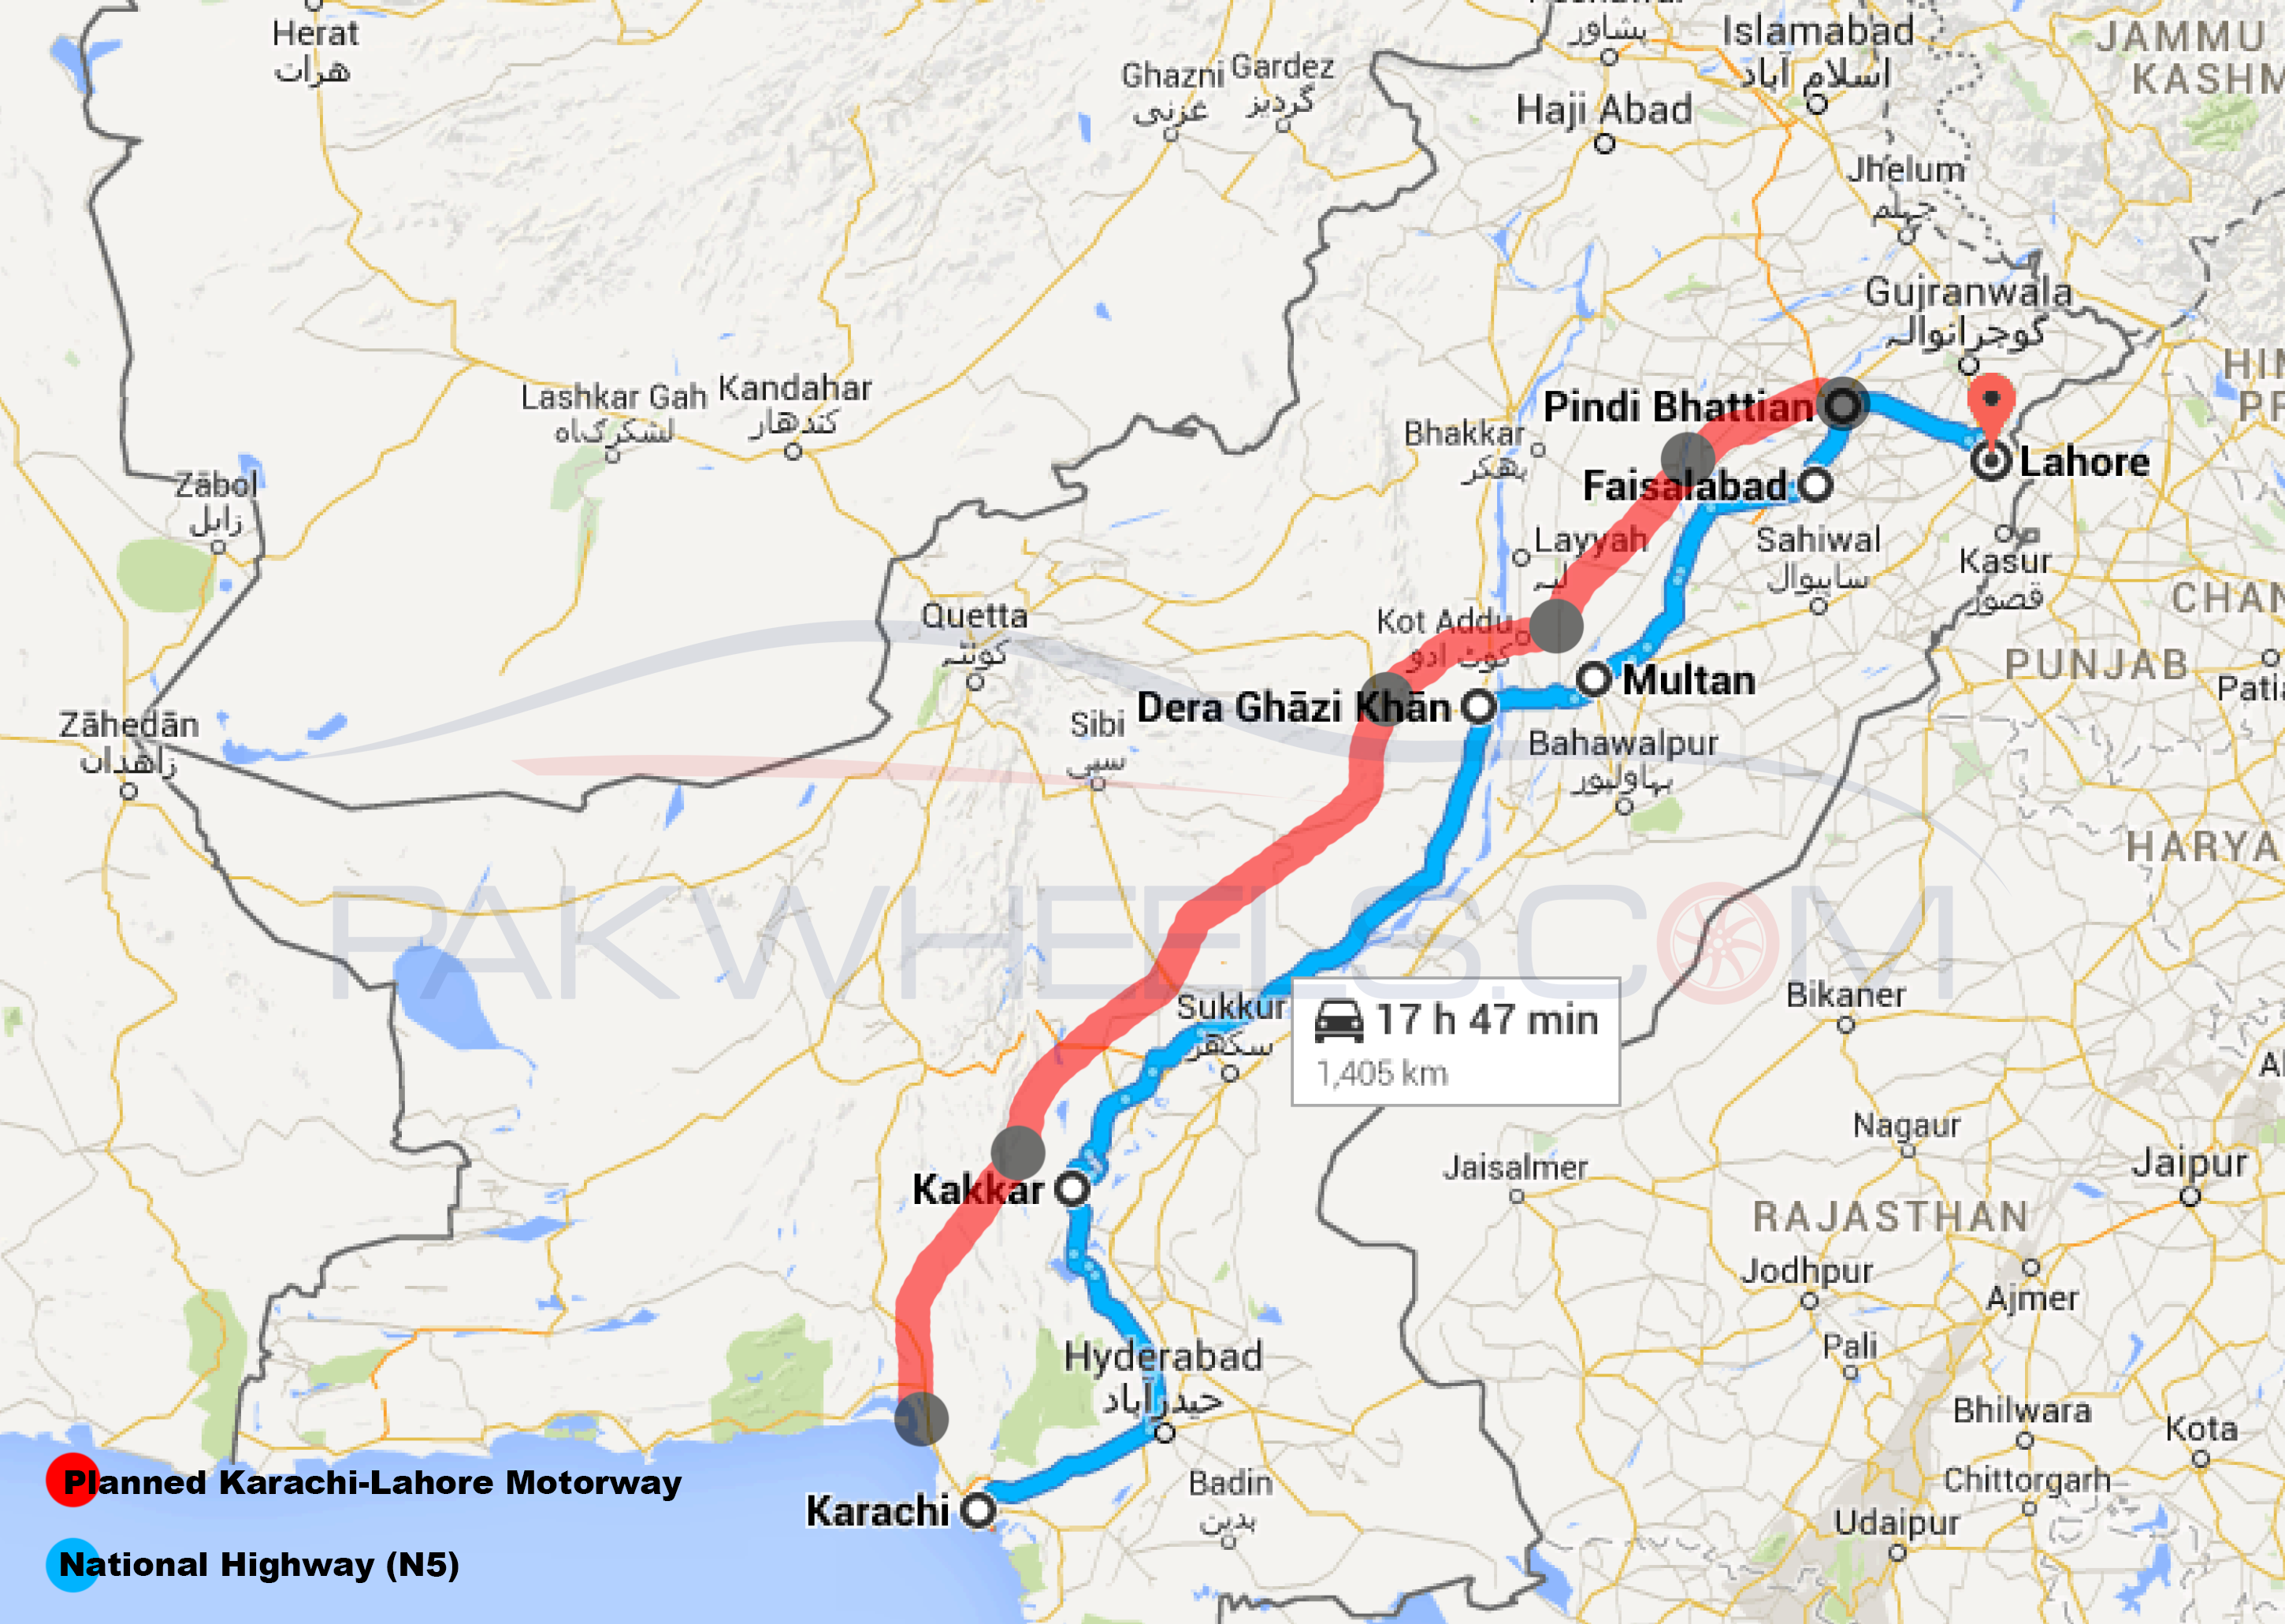 Herat
هرات
Ghazni
غزنی
Gardez
گردیز
پشاور
Islamabad
اسلام آباد
JAMMU
KASHM
Haji Abad
Jhelum
جہلم
Gujranwala
گوجرانوالہ
Lashkar Gah
لشکرگاه
Kandahar
کندهار
Bhakkar
بھکر
Pindi Bhattian
Lahore
Faisalabad
Zābol
زابل
Layyah
لیہ
Sahiwal
ساہیوال
Kasur
قصور
CHAN
Quetta
کوئٹہ
Kot Addu
کوٹ ادو
PUNJAB
Patia
Zāhedān
زاهدان
Sibi
سبی
Dera Ghāzi Khān
Multan
Bahawalpur
بہاولپور
HARYA
PAKWHEELS.COM
Sukkur
سکھر
17 h 47 min
1,405 km
Bikaner
Nagaur
Jaisalmer
Jaipur
Kakkar
RAJASTHAN
Jodhpur
Ajmer
Pali
Hyderabad
حیدرآباد
Bhilwara
Kota
Planned Karachi-Lahore Motorway
Karachi
Badin
بدین
Chittorgarh
Udaipur
National Highway (N5)